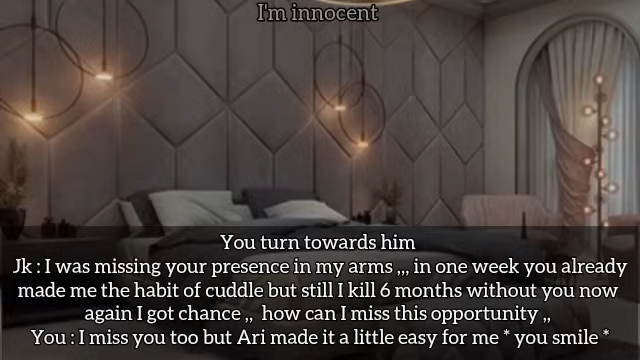 I'm innocent
You turn towards him
Jk : I was missing your presence in my arms ,,, in one week you already
made me the habit of cuddle but still I kill 6 months without you now
again I got chance ,,  how can I miss this opportunity ,,
You : I miss you too but Ari made it a little easy for me * you smile *